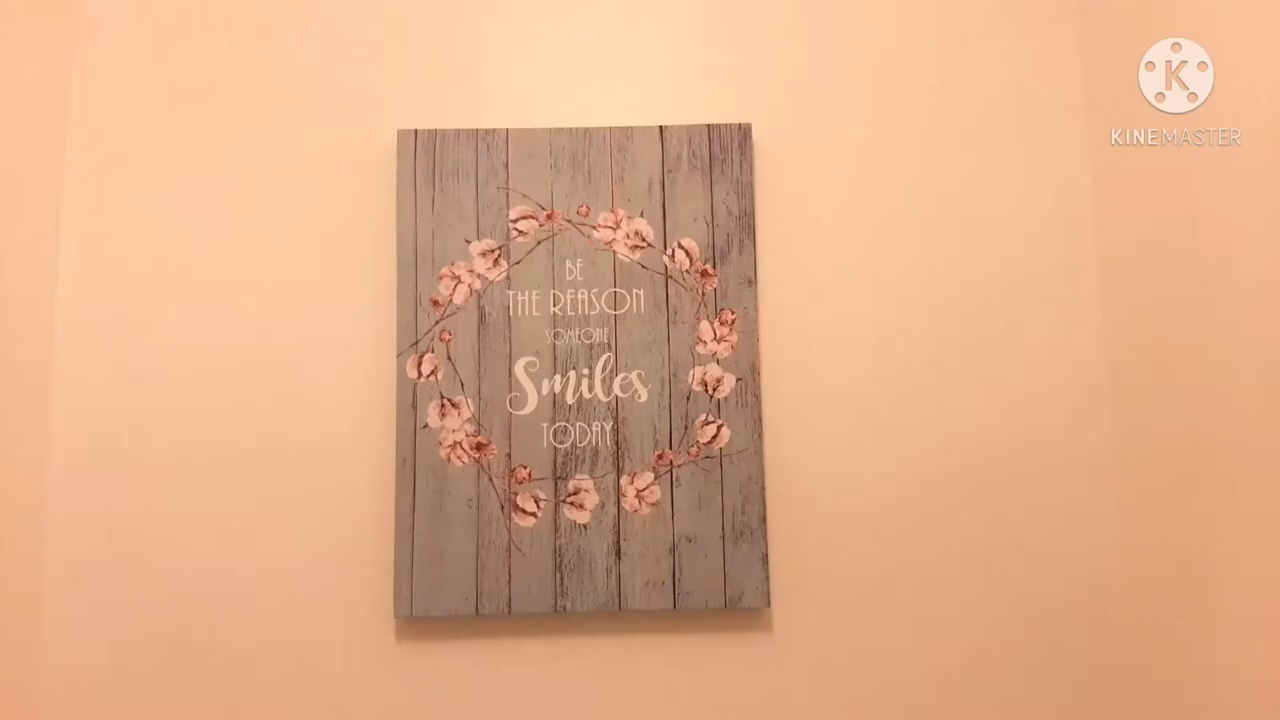 BE
THE REASON
SOMEONE
Smiles
TODAY
K
KINEMASTER